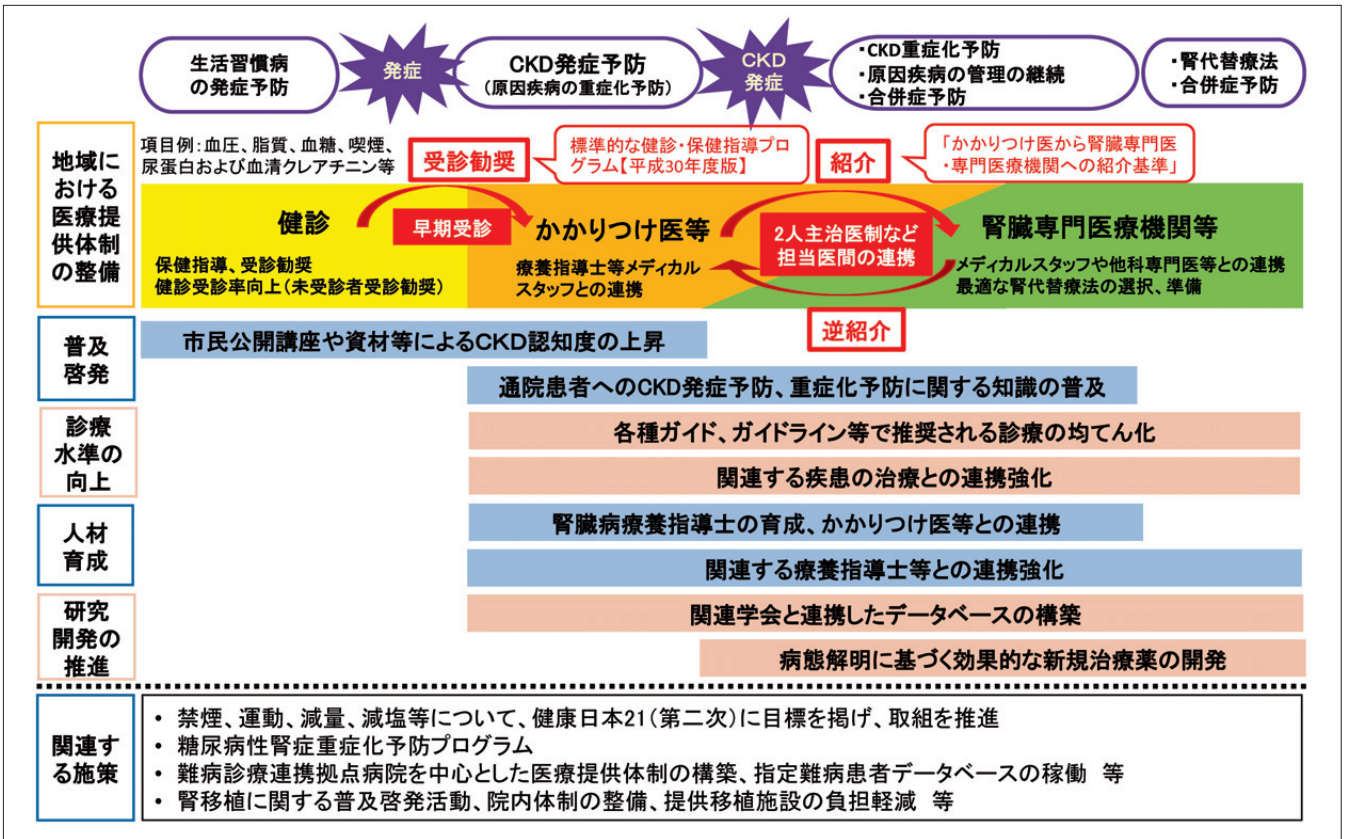 生活習慣病
の発症予防
発症
CKD発症予防
(原因疾病の重症化予防)
CKD
発症
・CKD重症化予防
・原因疾病の管理の継続
・合併症予防
・腎代替療法
・合併症予防
地域に
おける
医療提
供体制
の整備
項目例：血圧、脂質、血糖、喫煙、
尿蛋白および血清クレアチニン等
受診勧奨
標準的な健診・保健指導プロ
グラム【平成30年度版】
紹介
「かかりつけ医から腎臓専門医
・専門医療機関への紹介基準」
健診
早期受診
かかりつけ医等
2人主治医制など
担当医間の連携
腎臓専門医療機関等
保健指導、受診勧奨
健診受診率向上(未受診者受診勧奨)
療養指導士等メディカル
スタッフとの連携
メディカルスタッフや他科専門医等との連携
最適な腎代替療法の選択、準備
逆紹介
普及
啓発
市民公開講座や資材等によるCKD認知度の上昇
通院患者へのCKD発症予防、重症化予防に関する知識の普及
診療
水準の
向上
各種ガイド、ガイドライン等で推奨される診療の均てん化
関連する疾患の治療との連携強化
人材
育成
腎臓病療養指導士の育成、かかりつけ医等との連携
関連する療養指導士等との連携強化
研究
開発の
推進
関連学会と連携したデータベースの構築
病態解明に基づく効果的な新規治療薬の開発
関連す
る施策
• 禁煙、運動、減量、減塩等について、健康日本21(第二次)に目標を掲げ、取組を推進
• 糖尿病性腎症重症化予防プログラム
• 難病診療連携拠点病院を中心とした医療提供体制の構築、指定難病患者データベースの稼働 等
• 腎移植に関する普及啓発活動、院内体制の整備、提供移植施設の負担軽減 等